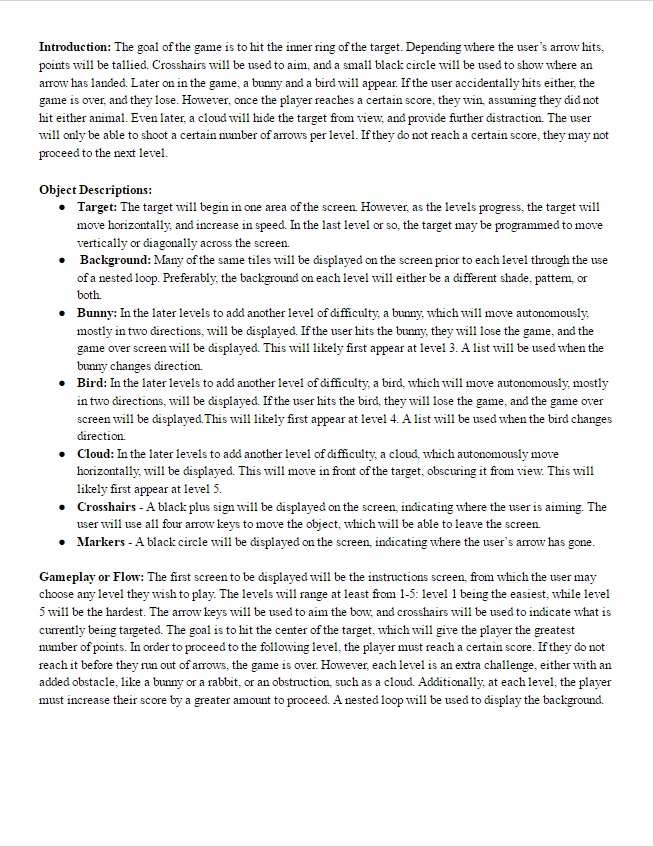 Introduction: The goal of the game is to hit the inner ring of the target. Depending where the user's arrow hits,
points will be tallied. Crosshairs will be used to aim, and a small black circle will be used to show where an
arrow has landed. Later on in the game, a bunny and a bird will appear. If the user accidentally hits either, the
game is over, and they lose. However, once the player reaches a certain score, they win, assuming they did not
hit either animal. Even later, a cloud will hide the target from view, and provide further distraction. The user
will only be able to shoot a certain number of arrows per level. If they do not reach a certain score, they may not
proceed to the next level.
Object Descriptions:
● Target: The target will begin in one area of the screen. However, as the levels progress, the target will
move horizontally, and increase in speed. In the last level or so, the target may be programmed to move
vertically or diagonally across the screen.
● Background: Many of the same tiles will be displayed on the screen prior to each level through the use
of a nested loop. Preferably, the background on each level will either be a different shade, pattern, or
both.
● Bunny: In the later levels to add another level of difficulty, a bunny, which will move autonomously,
mostly in two directions, will be displayed. If the user hits the bunny, they will lose the game, and the
game over screen will be displayed. This will likely first appear at level 3. A list will be used when the
bunny changes direction.
● Bird: In the later levels to add another level of difficulty, a bird, which will move autonomously, mostly
in two directions, will be displayed. If the user hits the bird, they will lose the game, and the game over
screen will be displayed.This will likely first appear at level 4. A list will be used when the bird changes
direction.
● Cloud: In the later levels to add another level of difficulty, a cloud, which autonomously move
horizontally, will be displayed. This will move in front of the target, obscuring it from view. This will
likely first appear at level 5.
● Crosshairs - A black plus sign will be displayed on the screen, indicating where the user is aiming. The
user will use all four arrow keys to move the object, which will be able to leave the screen.
● Markers - A black circle will be displayed on the screen, indicating where the user's arrow has gone.
Gameplay or Flow: The first screen to be displayed will be the instructions screen, from which the user may
choose any level they wish to play. The levels will range at least from 1-5: level 1 being the easiest, while level
5 will be the hardest. The arrow keys will be used to aim the bow, and crosshairs will be used to indicate what is
currently being targeted. The goal is to hit the center of the target, which will give the player the greatest
number of points. In order to proceed to the following level, the player must reach a certain score. If they do not
reach it before they run out of arrows, the game is over. However, each level is an extra challenge, either with an
added obstacle, like a bunny or a rabbit, or an obstruction, such as a cloud. Additionally, at each level, the player
must increase their score by a greater amount to proceed. A nested loop will be used to display the background.